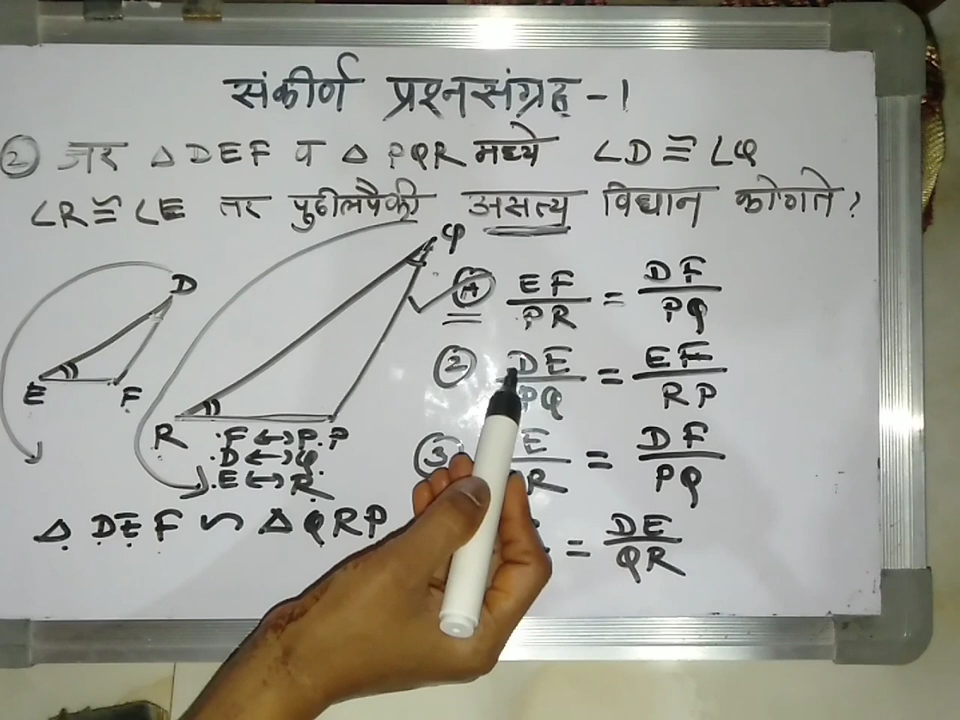 संकीर्ण प्रश्नसंग्रह - 1
② जर △ DEF व △ PQR मध्ये ∠D ≅ ∠Q
∠R ≅ ∠E तर पुढीलपैकी असत्य विधान कोणते?
D
E F
Q
R P
F ↔ P
D ↔ Q
E ↔ R
△ DEF ∽ △ QRP
A EF/PR = DF/PQ
② DE/PQ = EF/RP
③ E/R = DF/PQ
= DE/QR